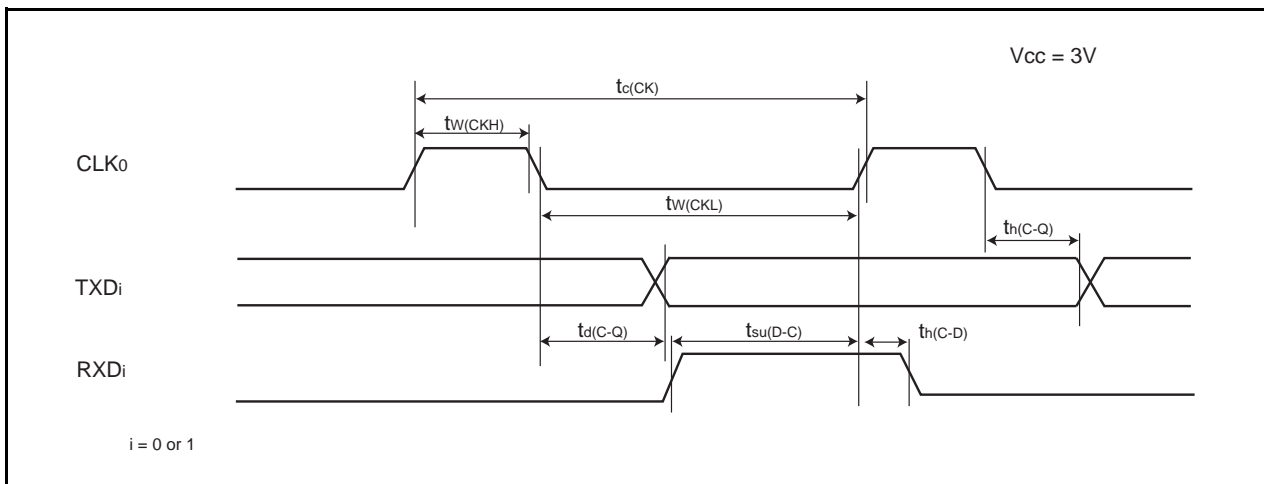 Vcc = 3V
tc(CK)
tW(CKH)
CLK0
tW(CKL)
th(C-Q)
TXDi
td(C-Q)
tsu(D-C)
th(C-D)
RXDi
i = 0 or 1